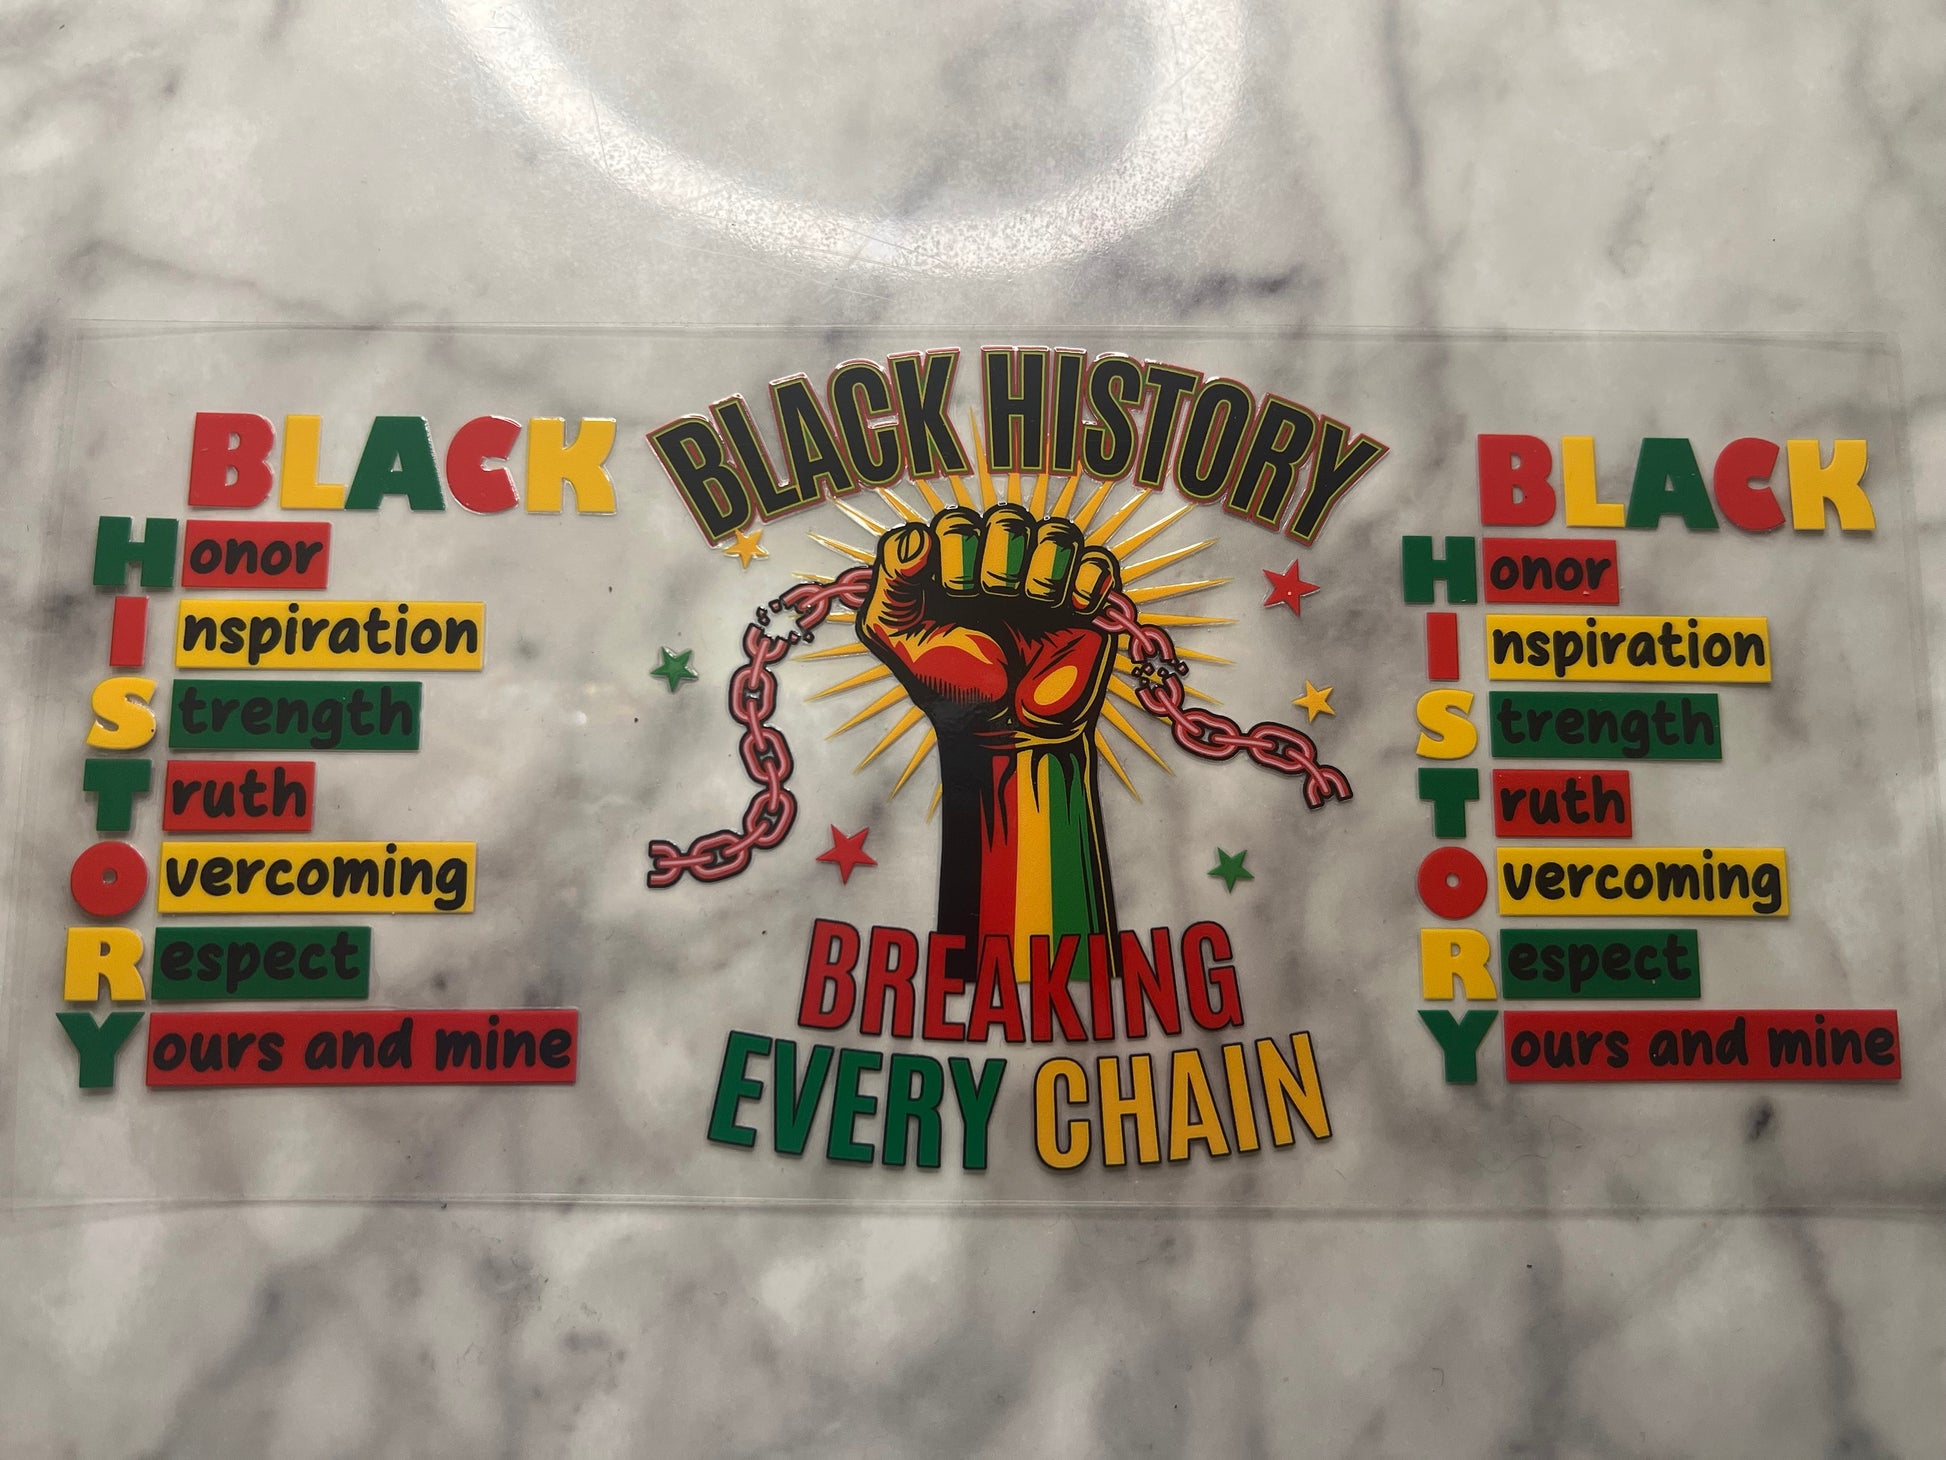 BLACK
Honor
Inspiration
Strength
Truth
Overcoming
Respect
Yours and mine
BLACK HISTORY
BREAKING
EVERY CHAIN
BLACK
Honor
Inspiration
Strength
Truth
Overcoming
Respect
Yours and mine